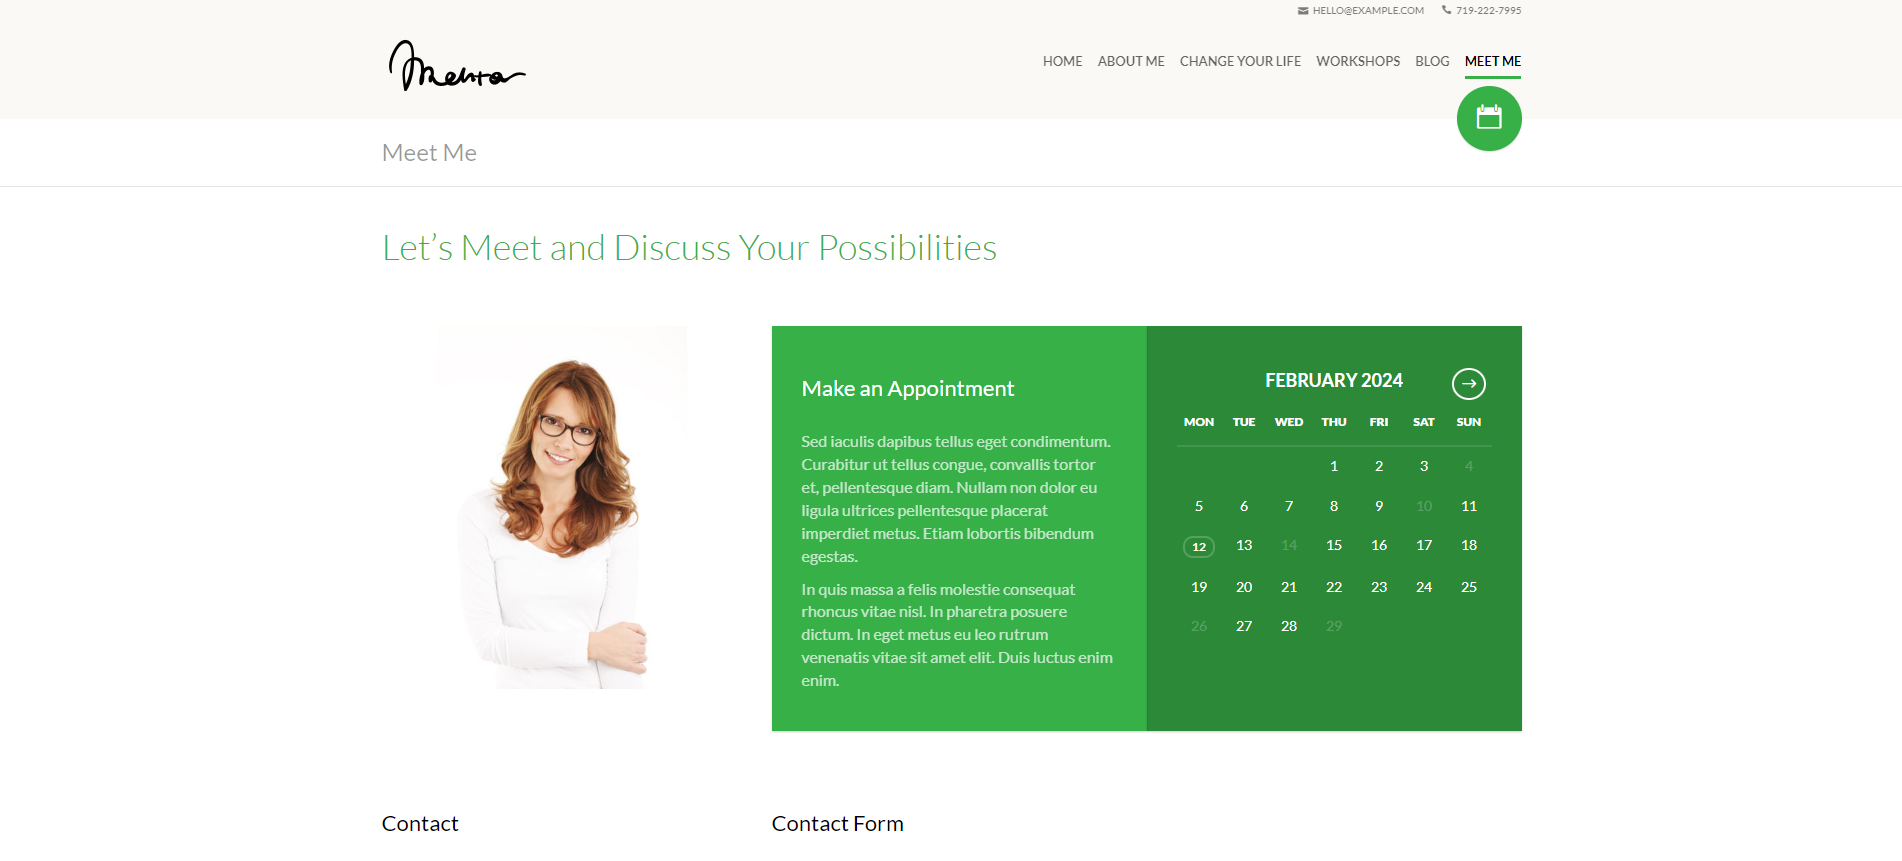 HELLO@EXAMPLE.COM 719-222-7995
Mentor
HOME ABOUT ME CHANGE YOUR LIFE WORKSHOPS BLOG MEET ME
Meet Me
Let’s Meet and Discuss Your Possibilities
Make an Appointment
Sed iaculis dapibus tellus eget condimentum.
Curabitur ut tellus congue, convallis tortor
et, pellentesque diam. Nullam non dolor eu
ligula ultrices pellentesque placerat
imperdiet metus. Etiam lobortis bibendum
egestas.
In quis massa a felis molestie consequat
rhoncus vitae nisl. In pharetra posuere
dictum. In eget metus eu leo rutrum
venenatis vitae sit amet elit. Duis luctus enim
enim.
FEBRUARY 2024
MON TUE WED THU FRI SAT SUN
1 2 3 4
5 6 7 8 9 10 11
12 13 14 15 16 17 18
19 20 21 22 23 24 25
26 27 28 29
Contact
Contact Form